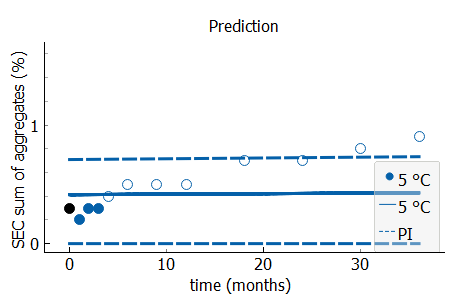 Prediction
SEC sum of aggregates (%)
1
0
0
10
20
30
time (months)
5 °C
5 °C
PI